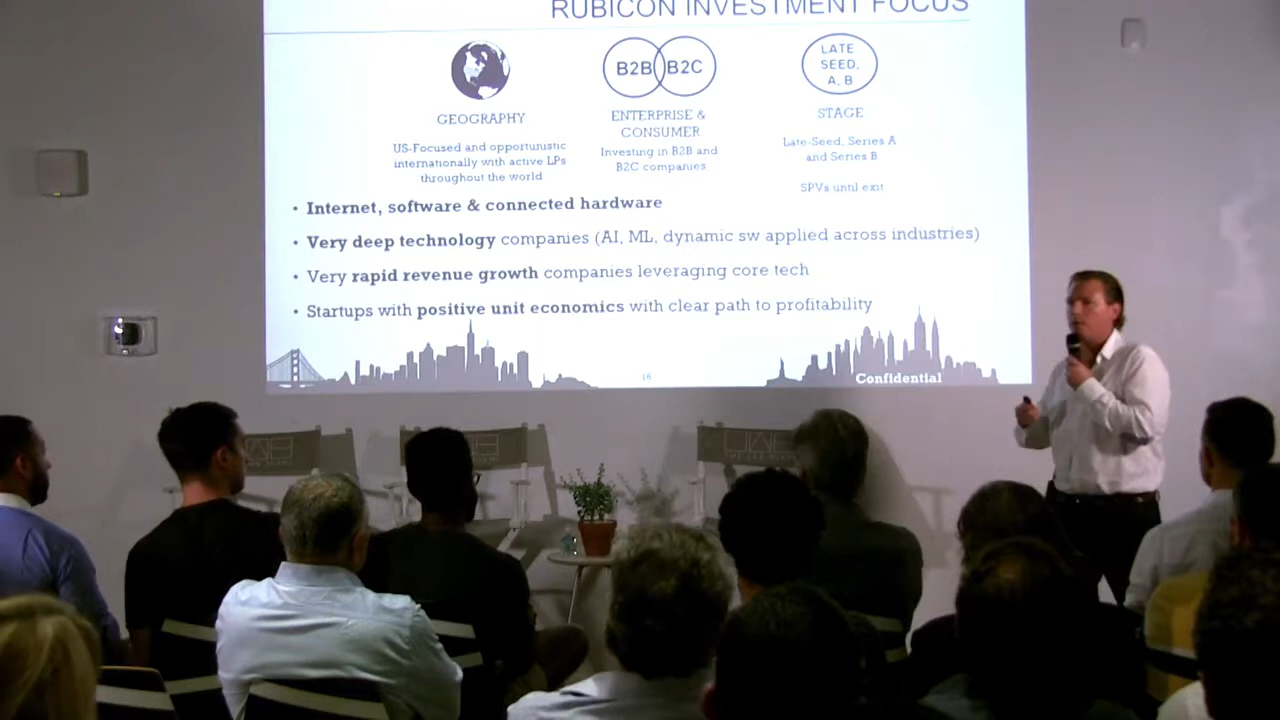 RUBICON INVESTMENT FOCUS
B2B B2C
LATE
SEED,
A, B
GEOGRAPHY
US-Focused and opportunistic
internationally with active LPs
throughout the world
ENTERPRISE &
CONSUMER
Investing in B2B and
B2C companies
STAGE
Late-Seed, Series A
and Series B
SPVs until exit
• Internet, software & connected hardware
• Very deep technology companies (AI, ML, dynamic sw applied across industries)
• Very rapid revenue growth companies leveraging core tech
• Startups with positive unit economics with clear path to profitability
16
Confidential